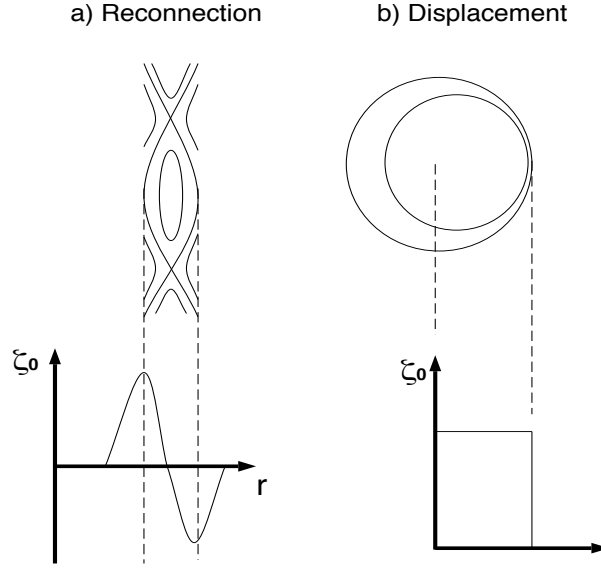 a) Reconnection
b) Displacement
ζ0
r
ζ0